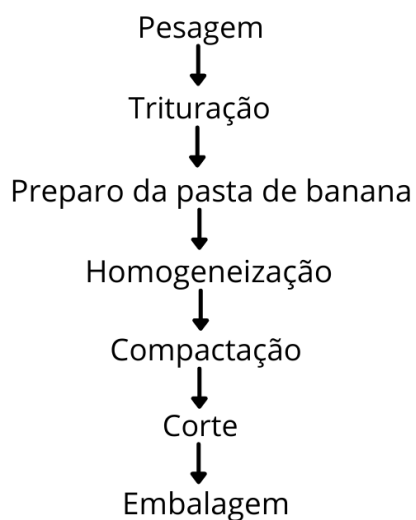 Pesagem
Trituração
Preparo da pasta de banana
Homogeneização
Compactação
Corte
Embalagem